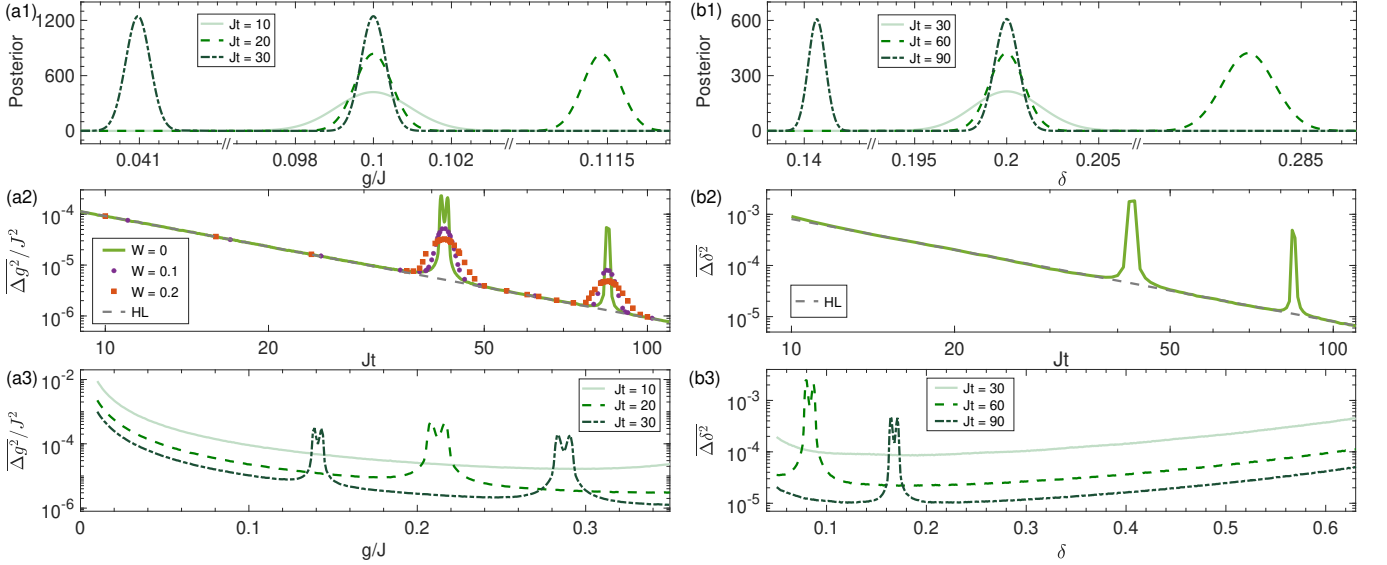 (a1)
Posterior
1200
600
0
Jt = 10
Jt = 20
Jt = 30
0.041
0.098
0.1
0.102
0.1115
g/J
(b1)
Posterior
600
300
0
Jt = 30
Jt = 60
Jt = 90
0.14
0.195
0.2
0.205
0.285
δ
(a2)
Δg²/J²
10⁻⁴
10⁻⁵
10⁻⁶
W = 0
W = 0.1
W = 0.2
HL
10
20
50
100
Jt
(b2)
Δδ²
10⁻³
10⁻⁴
10⁻⁵
HL
10
20
50
100
Jt
(a3)
Δg²/J²
10⁻²
10⁻⁴
10⁻⁶
Jt = 10
Jt = 20
Jt = 30
0
0.1
0.2
0.3
g/J
(b3)
Δδ²
10⁻³
10⁻⁴
10⁻⁵
Jt = 30
Jt = 60
Jt = 90
0.1
0.2
0.3
0.4
0.5
0.6
δ